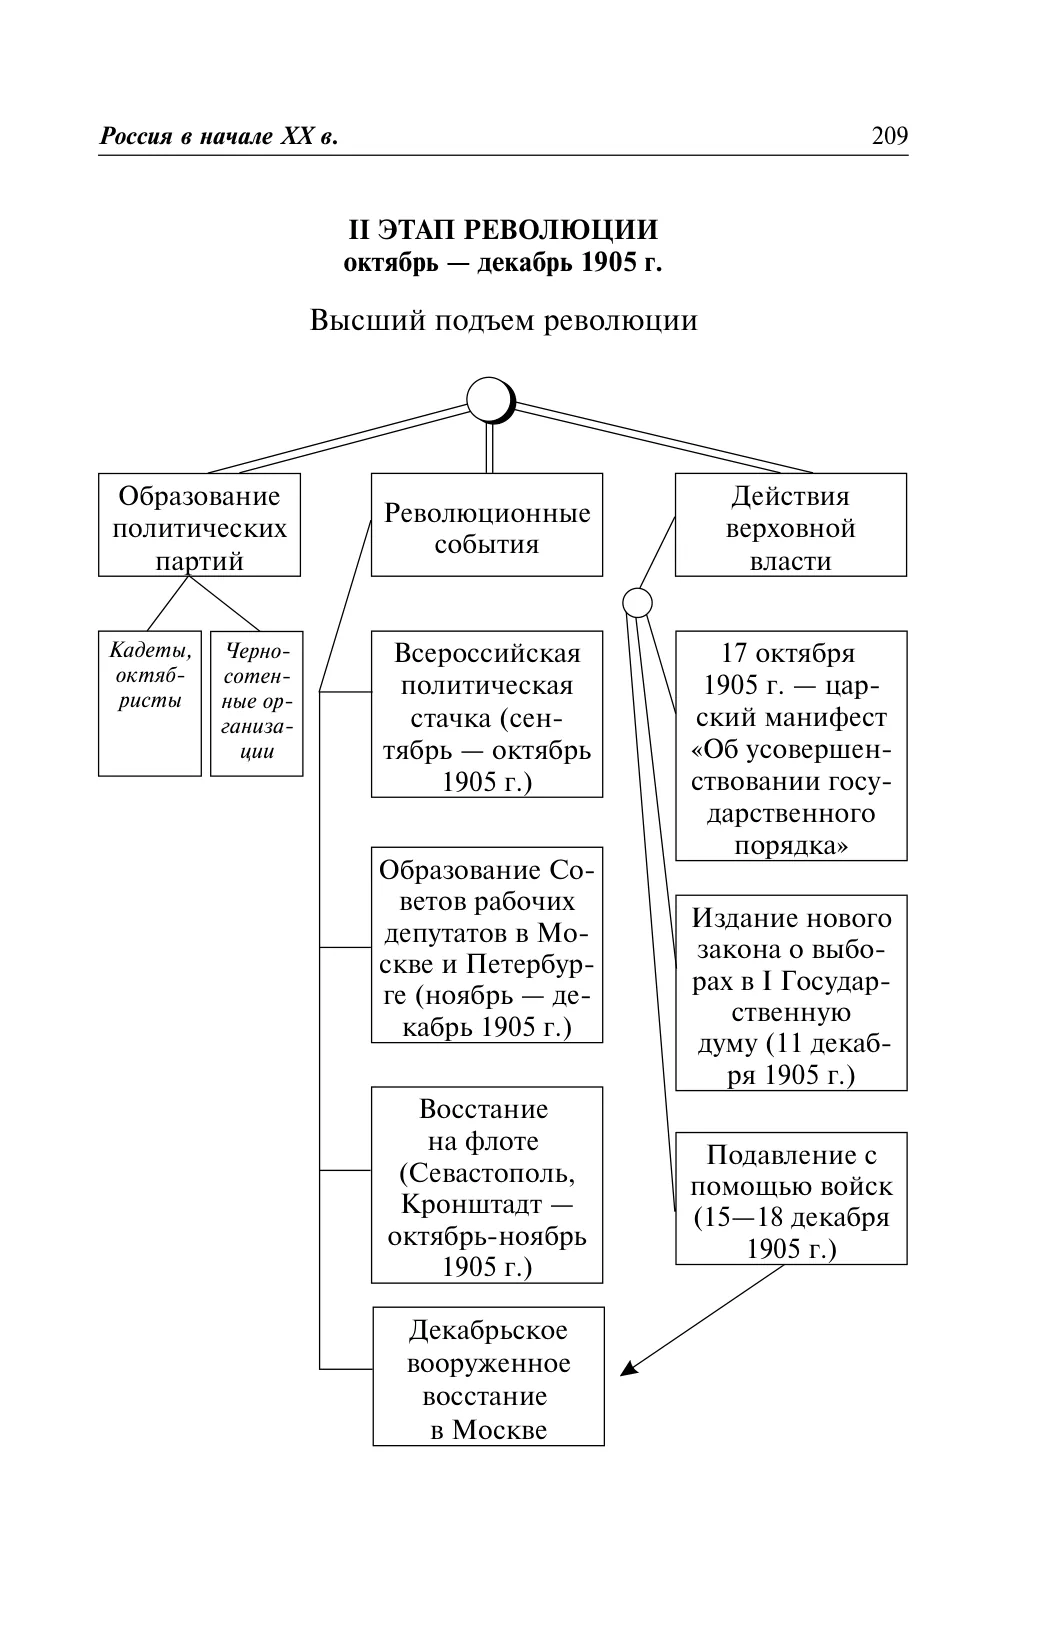 Россия в начале XX в. 209
II ЭТАП РЕВОЛЮЦИИ
октябрь — декабрь 1905 г.
Высший подъем революции
Образование
политических
партий
Кадеты,
октяб-
ристы
Черно-
сотен-
ные ор-
ганиза-
ции
Революционные
события
Всероссийская
политическая
стачка (сен-
тябрь — октябрь
1905 г.)
Образование Со-
ветов рабочих
депутатов в Мо-
скве и Петербур-
ге (ноябрь — де-
кабрь 1905 г.)
Восстание
на флоте
(Севастополь,
Кронштадт —
октябрь-ноябрь
1905 г.)
Декабрьское
вооруженное
восстание
в Москве
Действия
верховной
власти
17 октября
1905 г. — цар-
ский манифест
«Об усовершен-
ствовании госу-
дарственного
порядка»
Издание нового
закона о выбо-
рах в I Государ-
ственную
думу (11 декаб-
ря 1905 г.)
Подавление с
помощью войск
(15—18 декабря
1905 г.)